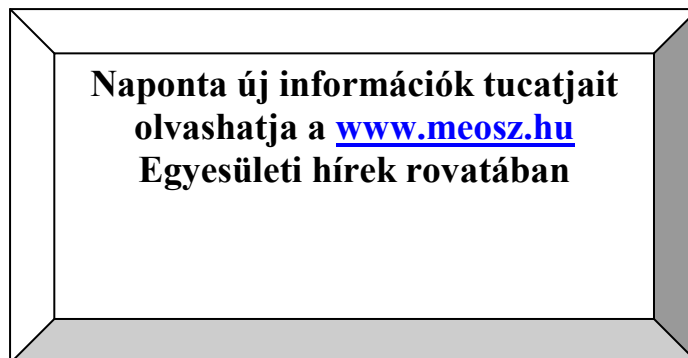 Naponta új információk tucatjait
olvashatja a www.meosz.hu
Egyesületi hírek rovatában